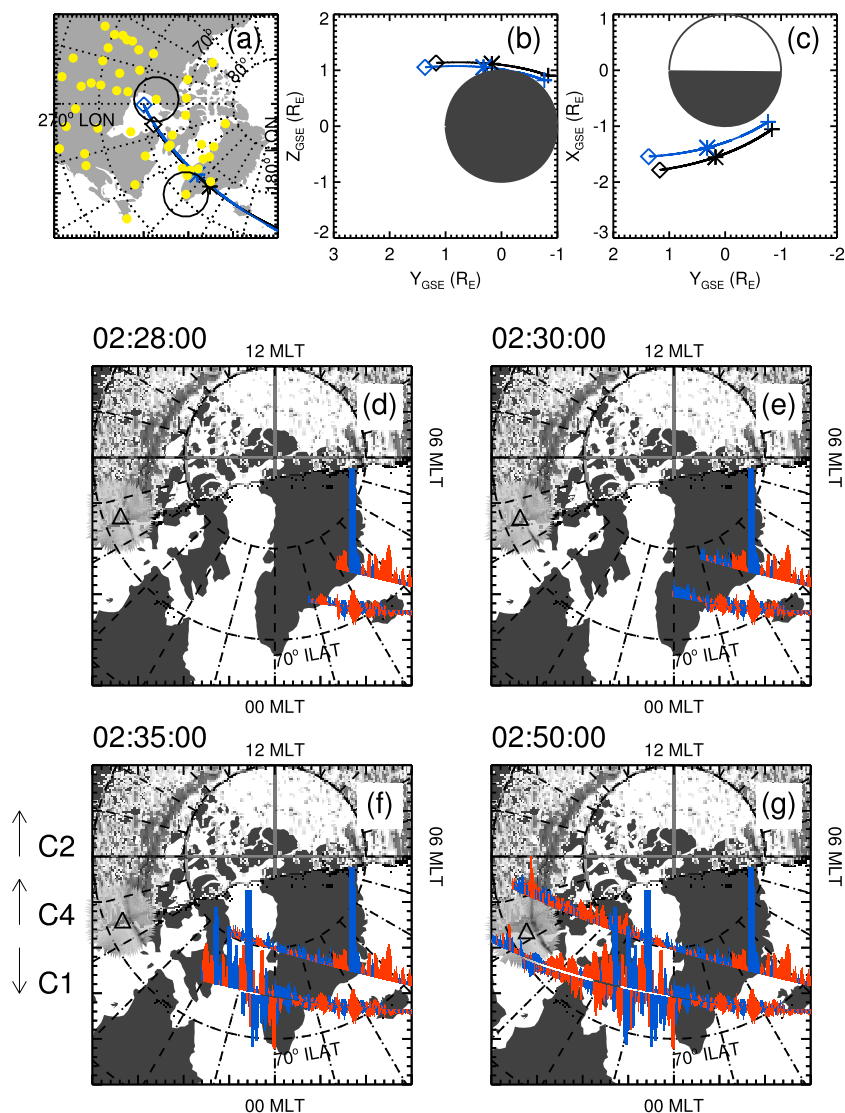 (a)
70°
80°
270° LON
180° LON
(b)
2
1
0
-1
-2
Z_GSE (R_E)
3
2
1
0
-1
Y_GSE (R_E)
(c)
1
0
-1
-2
-3
X_GSE (R_E)
2
1
0
-1
-2
Y_GSE (R_E)
02:28:00
12 MLT
(d)
06 MLT
70° ILAT
00 MLT
02:30:00
12 MLT
(e)
06 MLT
70° ILAT
00 MLT
02:35:00
12 MLT
(f)
06 MLT
70° ILAT
00 MLT
02:50:00
12 MLT
(g)
06 MLT
70° ILAT
00 MLT
↑ C2
↑ C4
↓ C1